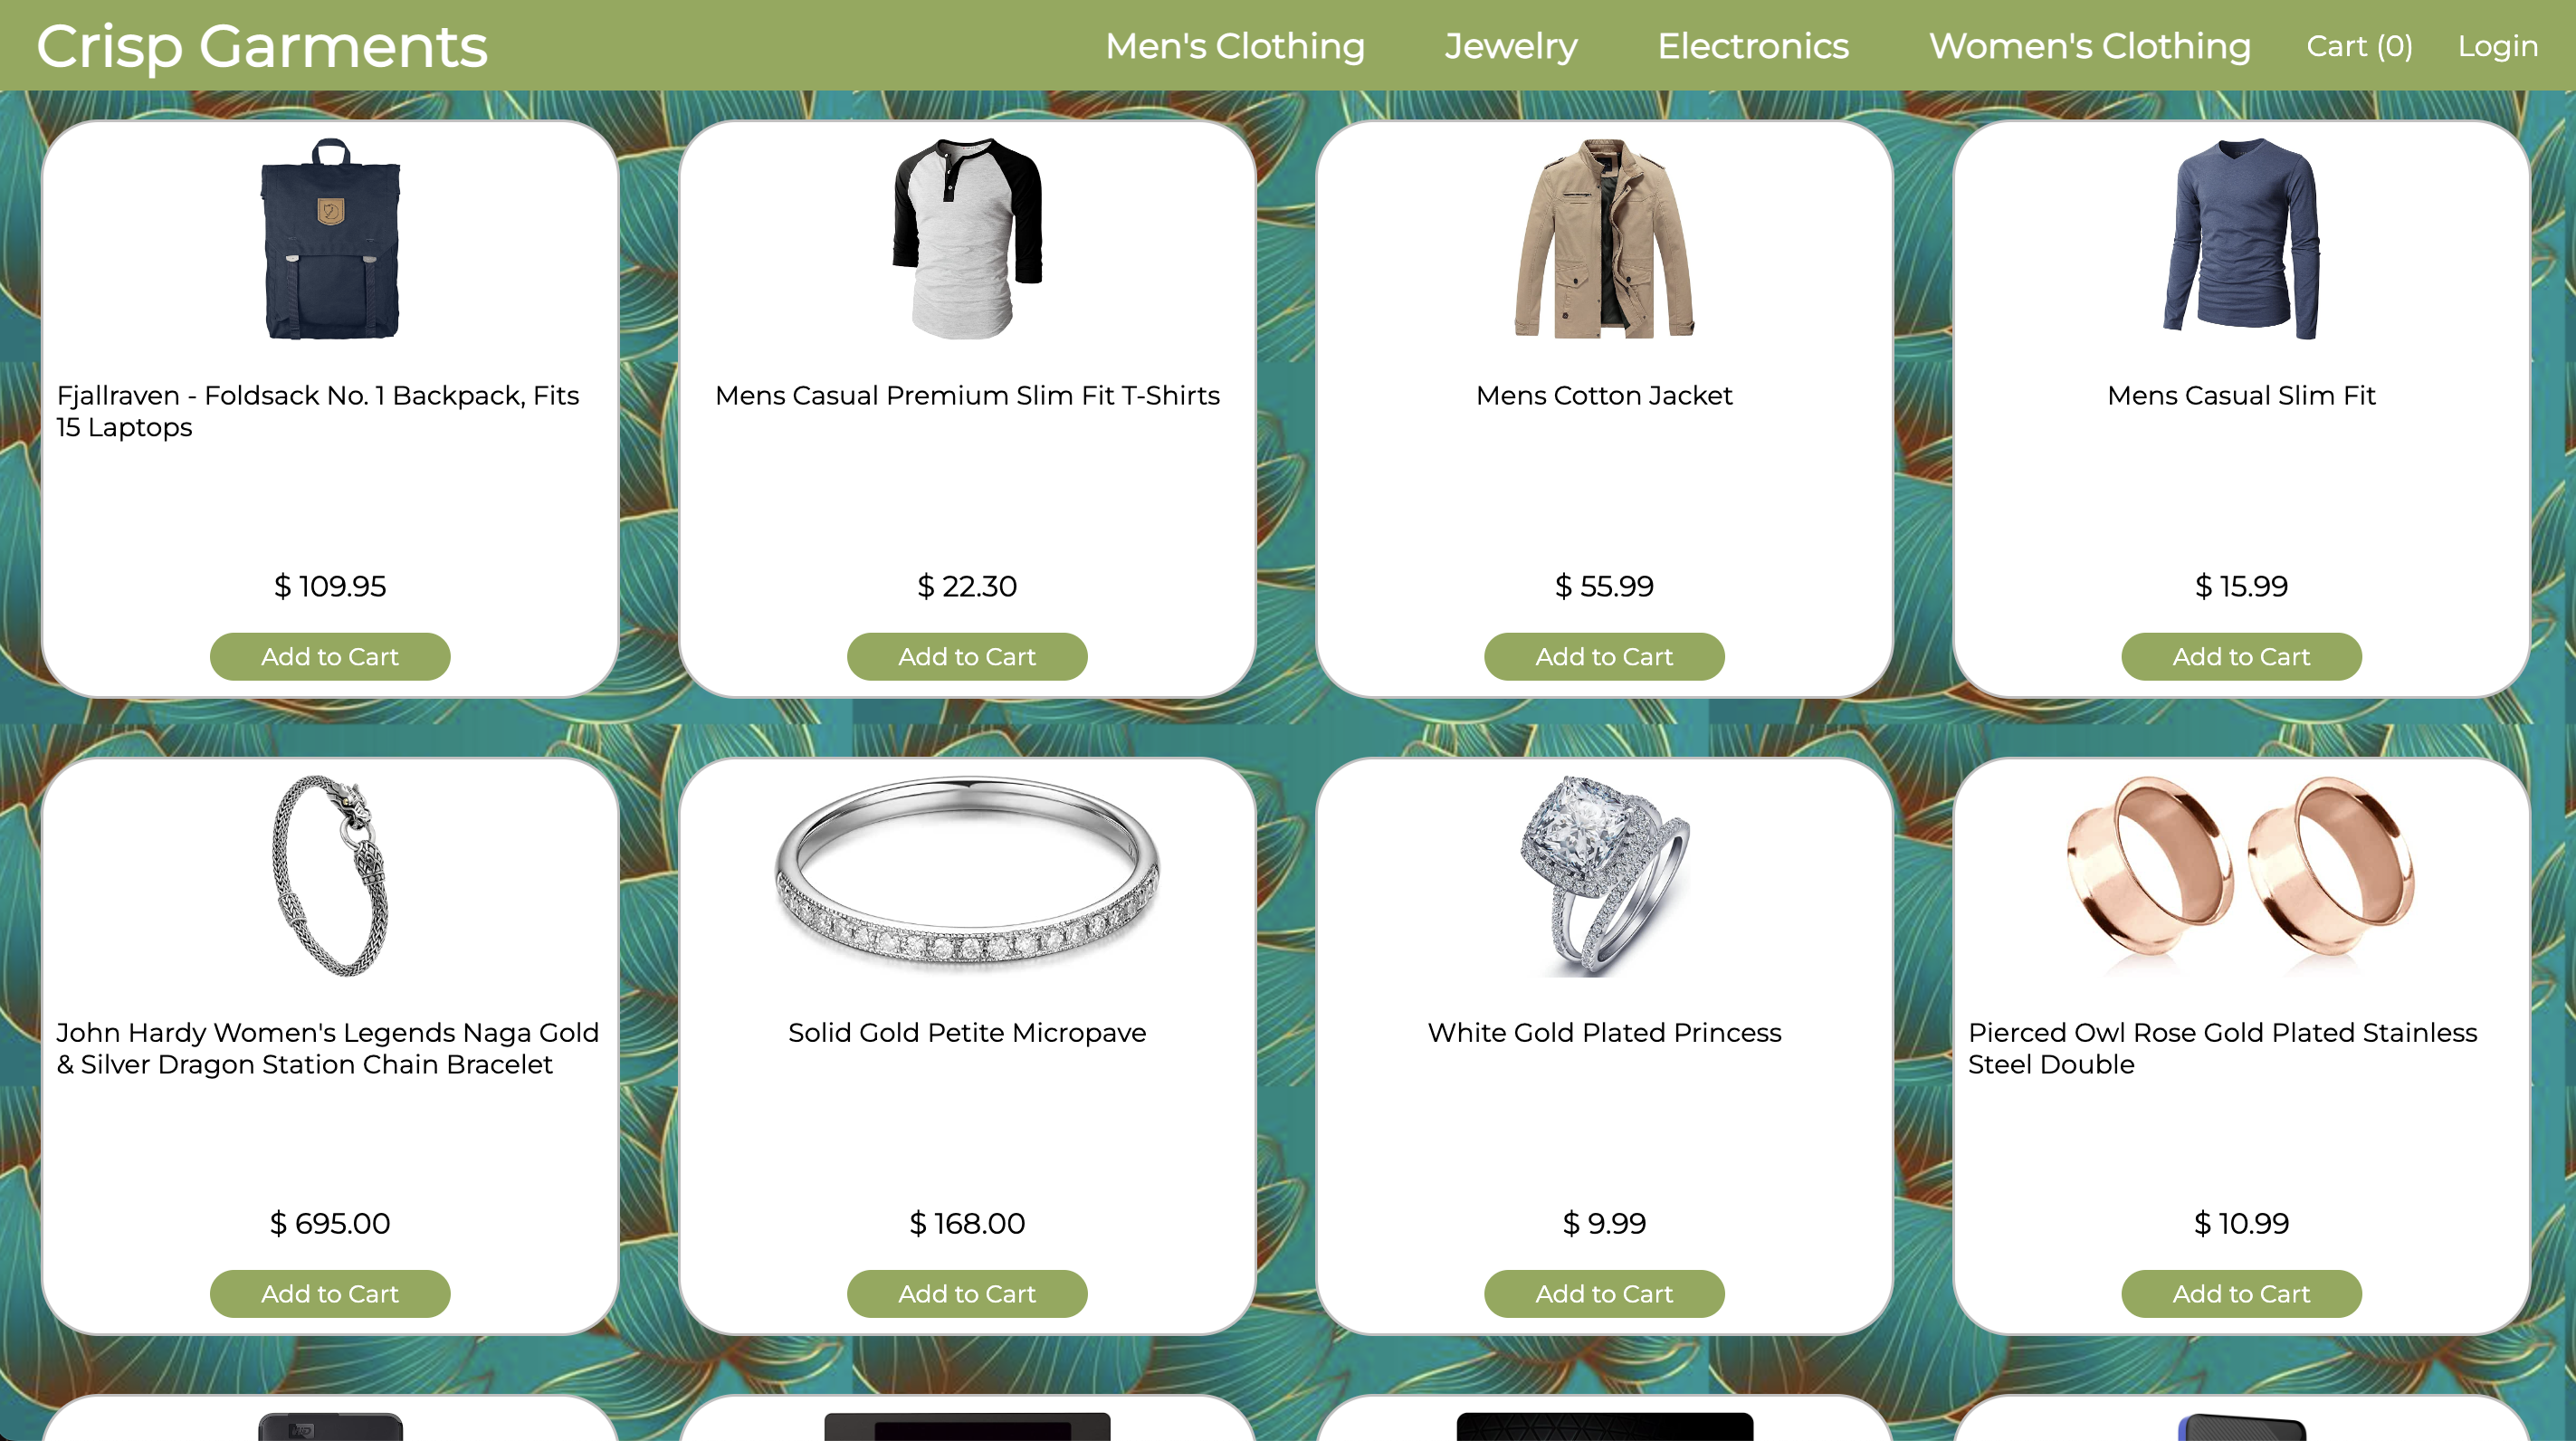 Crisp Garments
Men's Clothing
Jewelry
Electronics
Women's Clothing
Cart (0)
Login
Fjallraven - Foldsack No. 1 Backpack, Fits
15 Laptops
$ 109.95
Add to Cart
Mens Casual Premium Slim Fit T-Shirts
$ 22.30
Add to Cart
Mens Cotton Jacket
$ 55.99
Add to Cart
Mens Casual Slim Fit
$ 15.99
Add to Cart
John Hardy Women's Legends Naga Gold
& Silver Dragon Station Chain Bracelet
$ 695.00
Add to Cart
Solid Gold Petite Micropave
$ 168.00
Add to Cart
White Gold Plated Princess
$ 9.99
Add to Cart
Pierced Owl Rose Gold Plated Stainless
Steel Double
$ 10.99
Add to Cart
WD